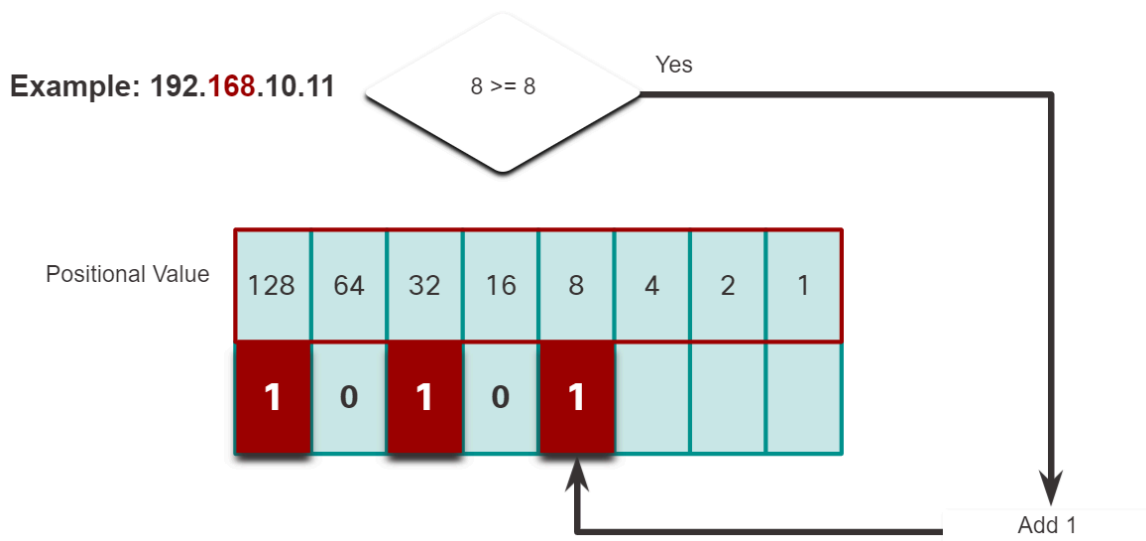 Example: 192.168.10.11
8 >= 8
Yes
Positional Value
128 64 32 16 8 4 2 1
1 0 1 0 1
Add 1